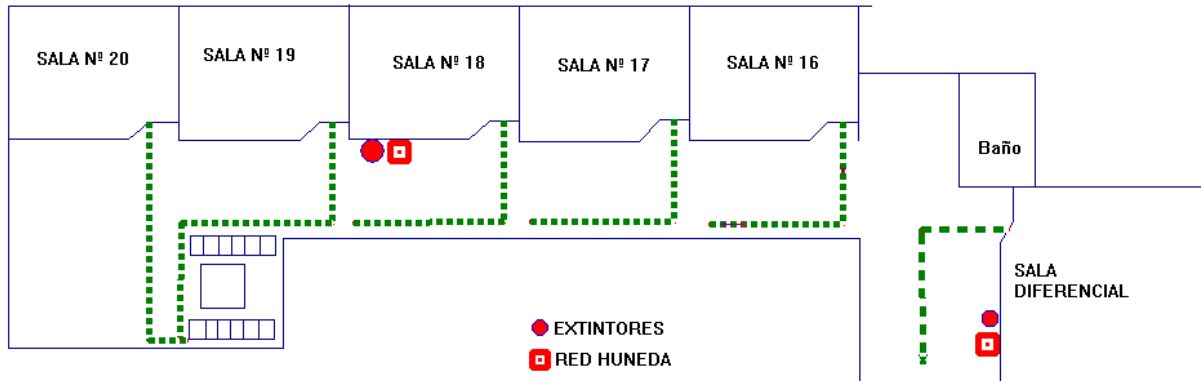 SALA Nº 20
SALA Nº 19
SALA Nº 18
SALA Nº 17
SALA Nº 16
Baño
SALA
DIFERENCIAL
EXTINTORES
RED HUNEDA